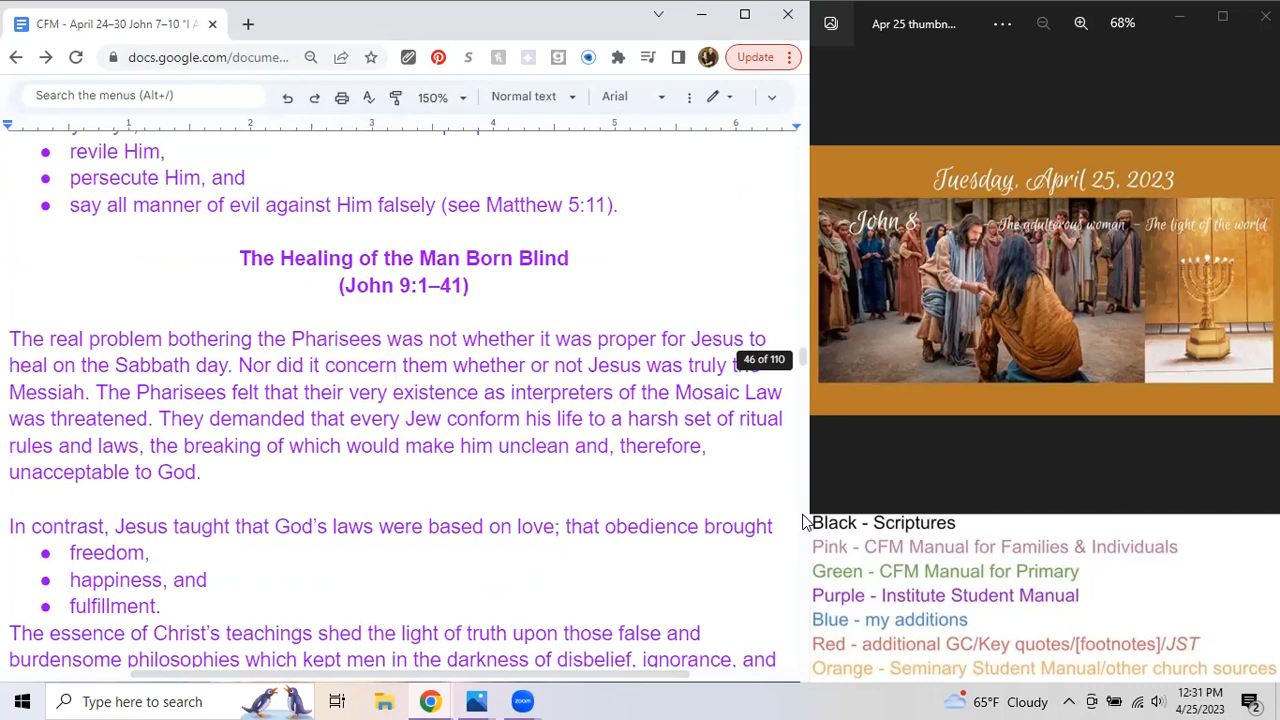 CFM - April 24–30 John 7–10 "I A
docs.google.com/docume...
Update
Search the menus (Alt+/)
150%
Normal text
Arial
1 2 3 4 5 6
revile Him,
persecute Him, and
say all manner of evil against Him falsely (see Matthew 5:11).
The Healing of the Man Born Blind
(John 9:1–41)
The real problem bothering the Pharisees was not whether it was proper for Jesus to
heal on the Sabbath day. Nor did it concern them whether or not Jesus was truly
Messiah. The Pharisees felt that their very existence as interpreters of the Mosaic Law
was threatened. They demanded that every Jew conform his life to a harsh set of ritual
rules and laws, the breaking of which would make him unclean and, therefore,
unacceptable to God.
46 of 110
In contrast, Jesus taught that God's laws were based on love; that obedience brought
freedom,
happiness, and
fulfillment.
The essence of Christ's teachings shed the light of truth upon those false and
burdensome philosophies which kept men in the darkness of disbelief, ignorance, and
Apr 25 thumbn...
68%
Tuesday, April 25, 2023
John 8
The adulterous woman – The light of the world
Black - Scriptures
Pink - CFM Manual for Families & Individuals
Green - CFM Manual for Primary
Purple - Institute Student Manual
Blue - my additions
Red - additional GC/Key quotes/[footnotes]/JST
Orange - Seminary Student Manual/other church sources
Type here to search
zoom
65°F Cloudy
12:31 PM
4/25/2023
2